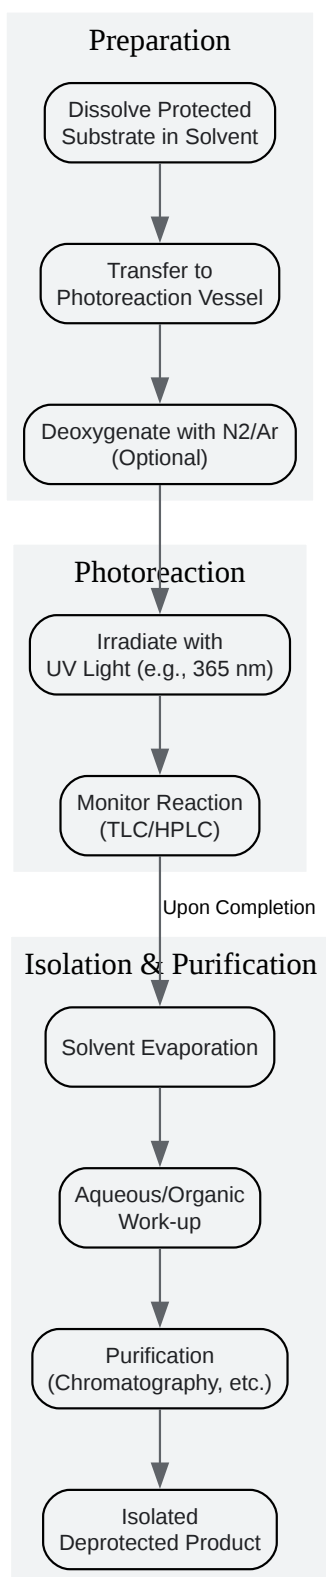 Preparation
Dissolve Protected
Substrate in Solvent
Transfer to
Photoreaction Vessel
Deoxygenate with N2/Ar
(Optional)
Photoreaction
Irradiate with
UV Light (e.g., 365 nm)
Monitor Reaction
(TLC/HPLC)
Upon Completion
Isolation & Purification
Solvent Evaporation
Aqueous/Organic
Work-up
Purification
(Chromatography, etc.)
Isolated
Deprotected Product